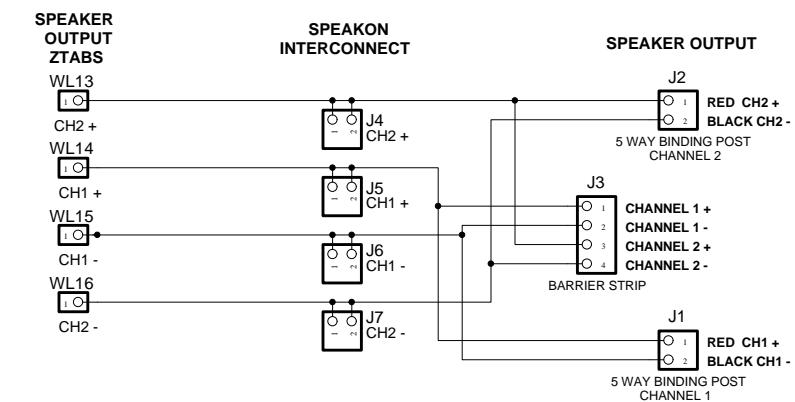 SPEAKER
OUTPUT
ZTABS
SPEAKON
INTERCONNECT
SPEAKER OUTPUT
WL13
1
CH2 +
WL14
1
CH1 +
WL15
1
CH1 -
WL16
1
CH2 -
1 2
J4
CH2 +
1 2
J5
CH1 +
1 2
J6
CH1 -
1 2
J7
CH2 -
J2
1 RED CH2 +
2 BLACK CH2 -
5 WAY BINDING POST
CHANNEL 2
J3
1 CHANNEL 1 +
2 CHANNEL 1 -
3 CHANNEL 2 +
4 CHANNEL 2 -
BARRIER STRIP
J1
1 RED CH1 +
2 BLACK CH1 -
5 WAY BINDING POST
CHANNEL 1